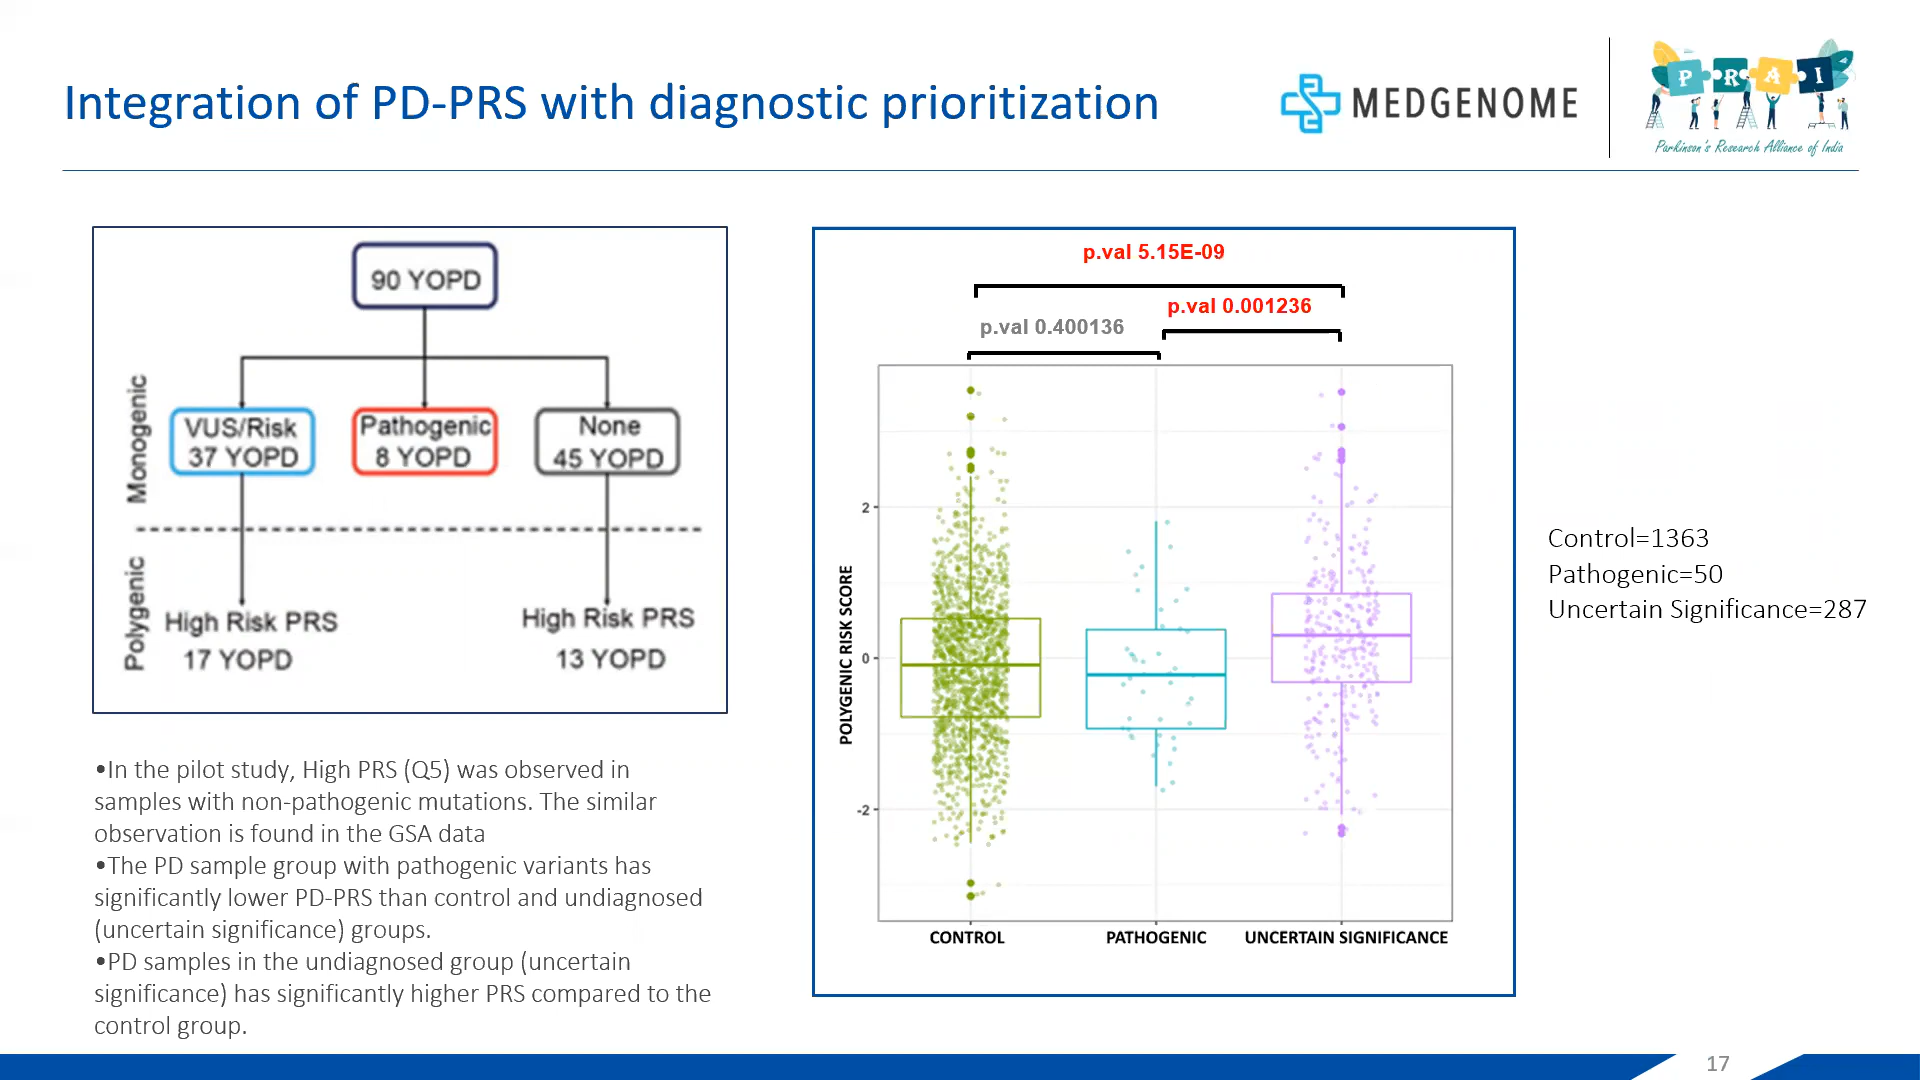 Integration of PD-PRS with diagnostic prioritization
MEDGENOME
P R A I
Parkinson's Research Alliance of India
90 YOPD
Monogenic
VUS/Risk
37 YOPD
Pathogenic
8 YOPD
None
45 YOPD
Polygenic
High Risk PRS
17 YOPD
High Risk PRS
13 YOPD
•In the pilot study, High PRS (Q5) was observed in
samples with non-pathogenic mutations. The similar
observation is found in the GSA data
•The PD sample group with pathogenic variants has
significantly lower PD-PRS than control and undiagnosed
(uncertain significance) groups.
•PD samples in the undiagnosed group (uncertain
significance) has significantly higher PRS compared to the
control group.
p.val 5.15E-09
p.val 0.001236
p.val 0.400136
POLYGENIC RISK SCORE
2
0
-2
CONTROL
PATHOGENIC
UNCERTAIN SIGNIFICANCE
Control=1363
Pathogenic=50
Uncertain Significance=287
17